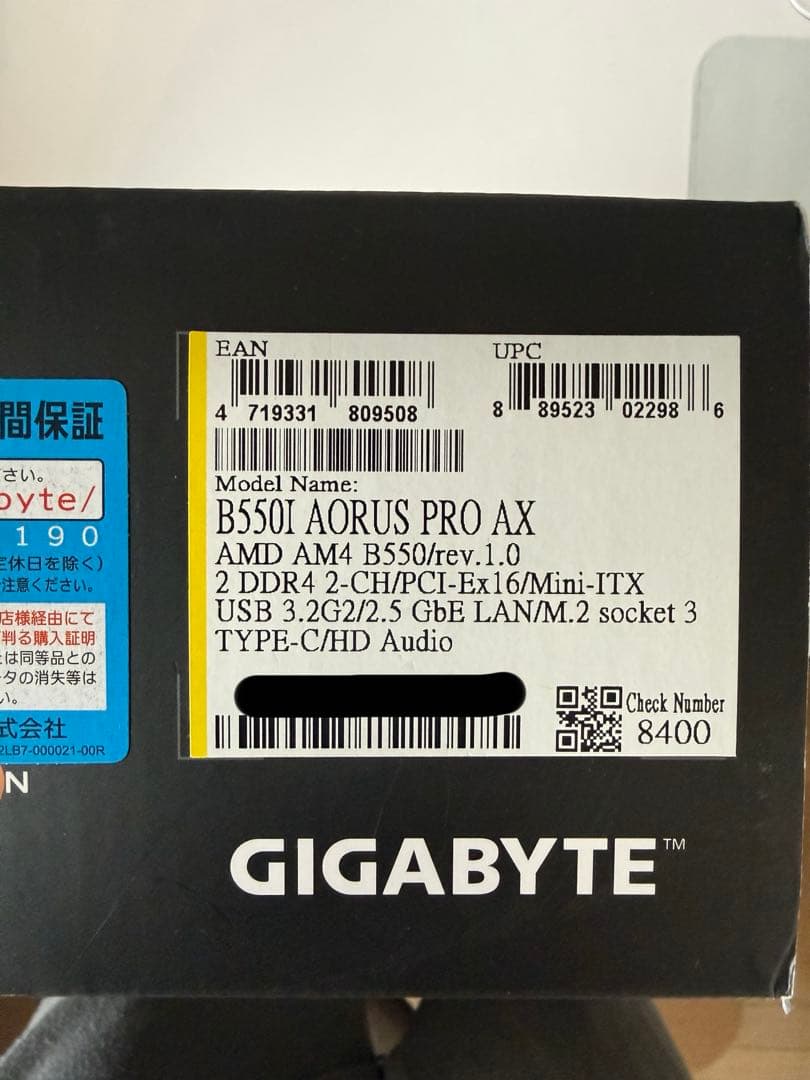 間保証
さい。
byte/
190
定休日を除く)
注意ください。
店様経由にて
判る購入証明
は同等品との
タの消失等は
い。
式会社
2LB7-000021-00R
N
EAN
4 719331 809508
UPC
8 89523 02298 6
Model Name:
B550I AORUS PRO AX
AMD AM4 B550/rev.1.0
2 DDR4 2-CH/PCI-Ex16/Mini-ITX
USB 3.2G2/2.5 GbE LAN/M.2 socket 3
TYPE-C/HD Audio
Check Number
8400
GIGABYTE™